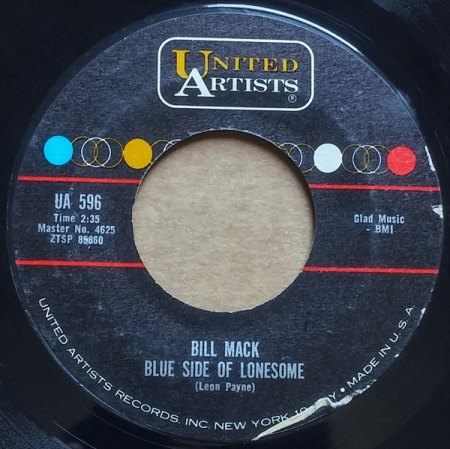 UNITED
ARTISTS®
UA 596
Time 2:35
Master No. 4625
ZTSP 85860
Glad Music
- BMI
BILL MACK
BLUE SIDE OF LONESOME
(Leon Payne)
UNITED ARTISTS RECORDS, INC. NEW YORK • MADE IN U.S.A.